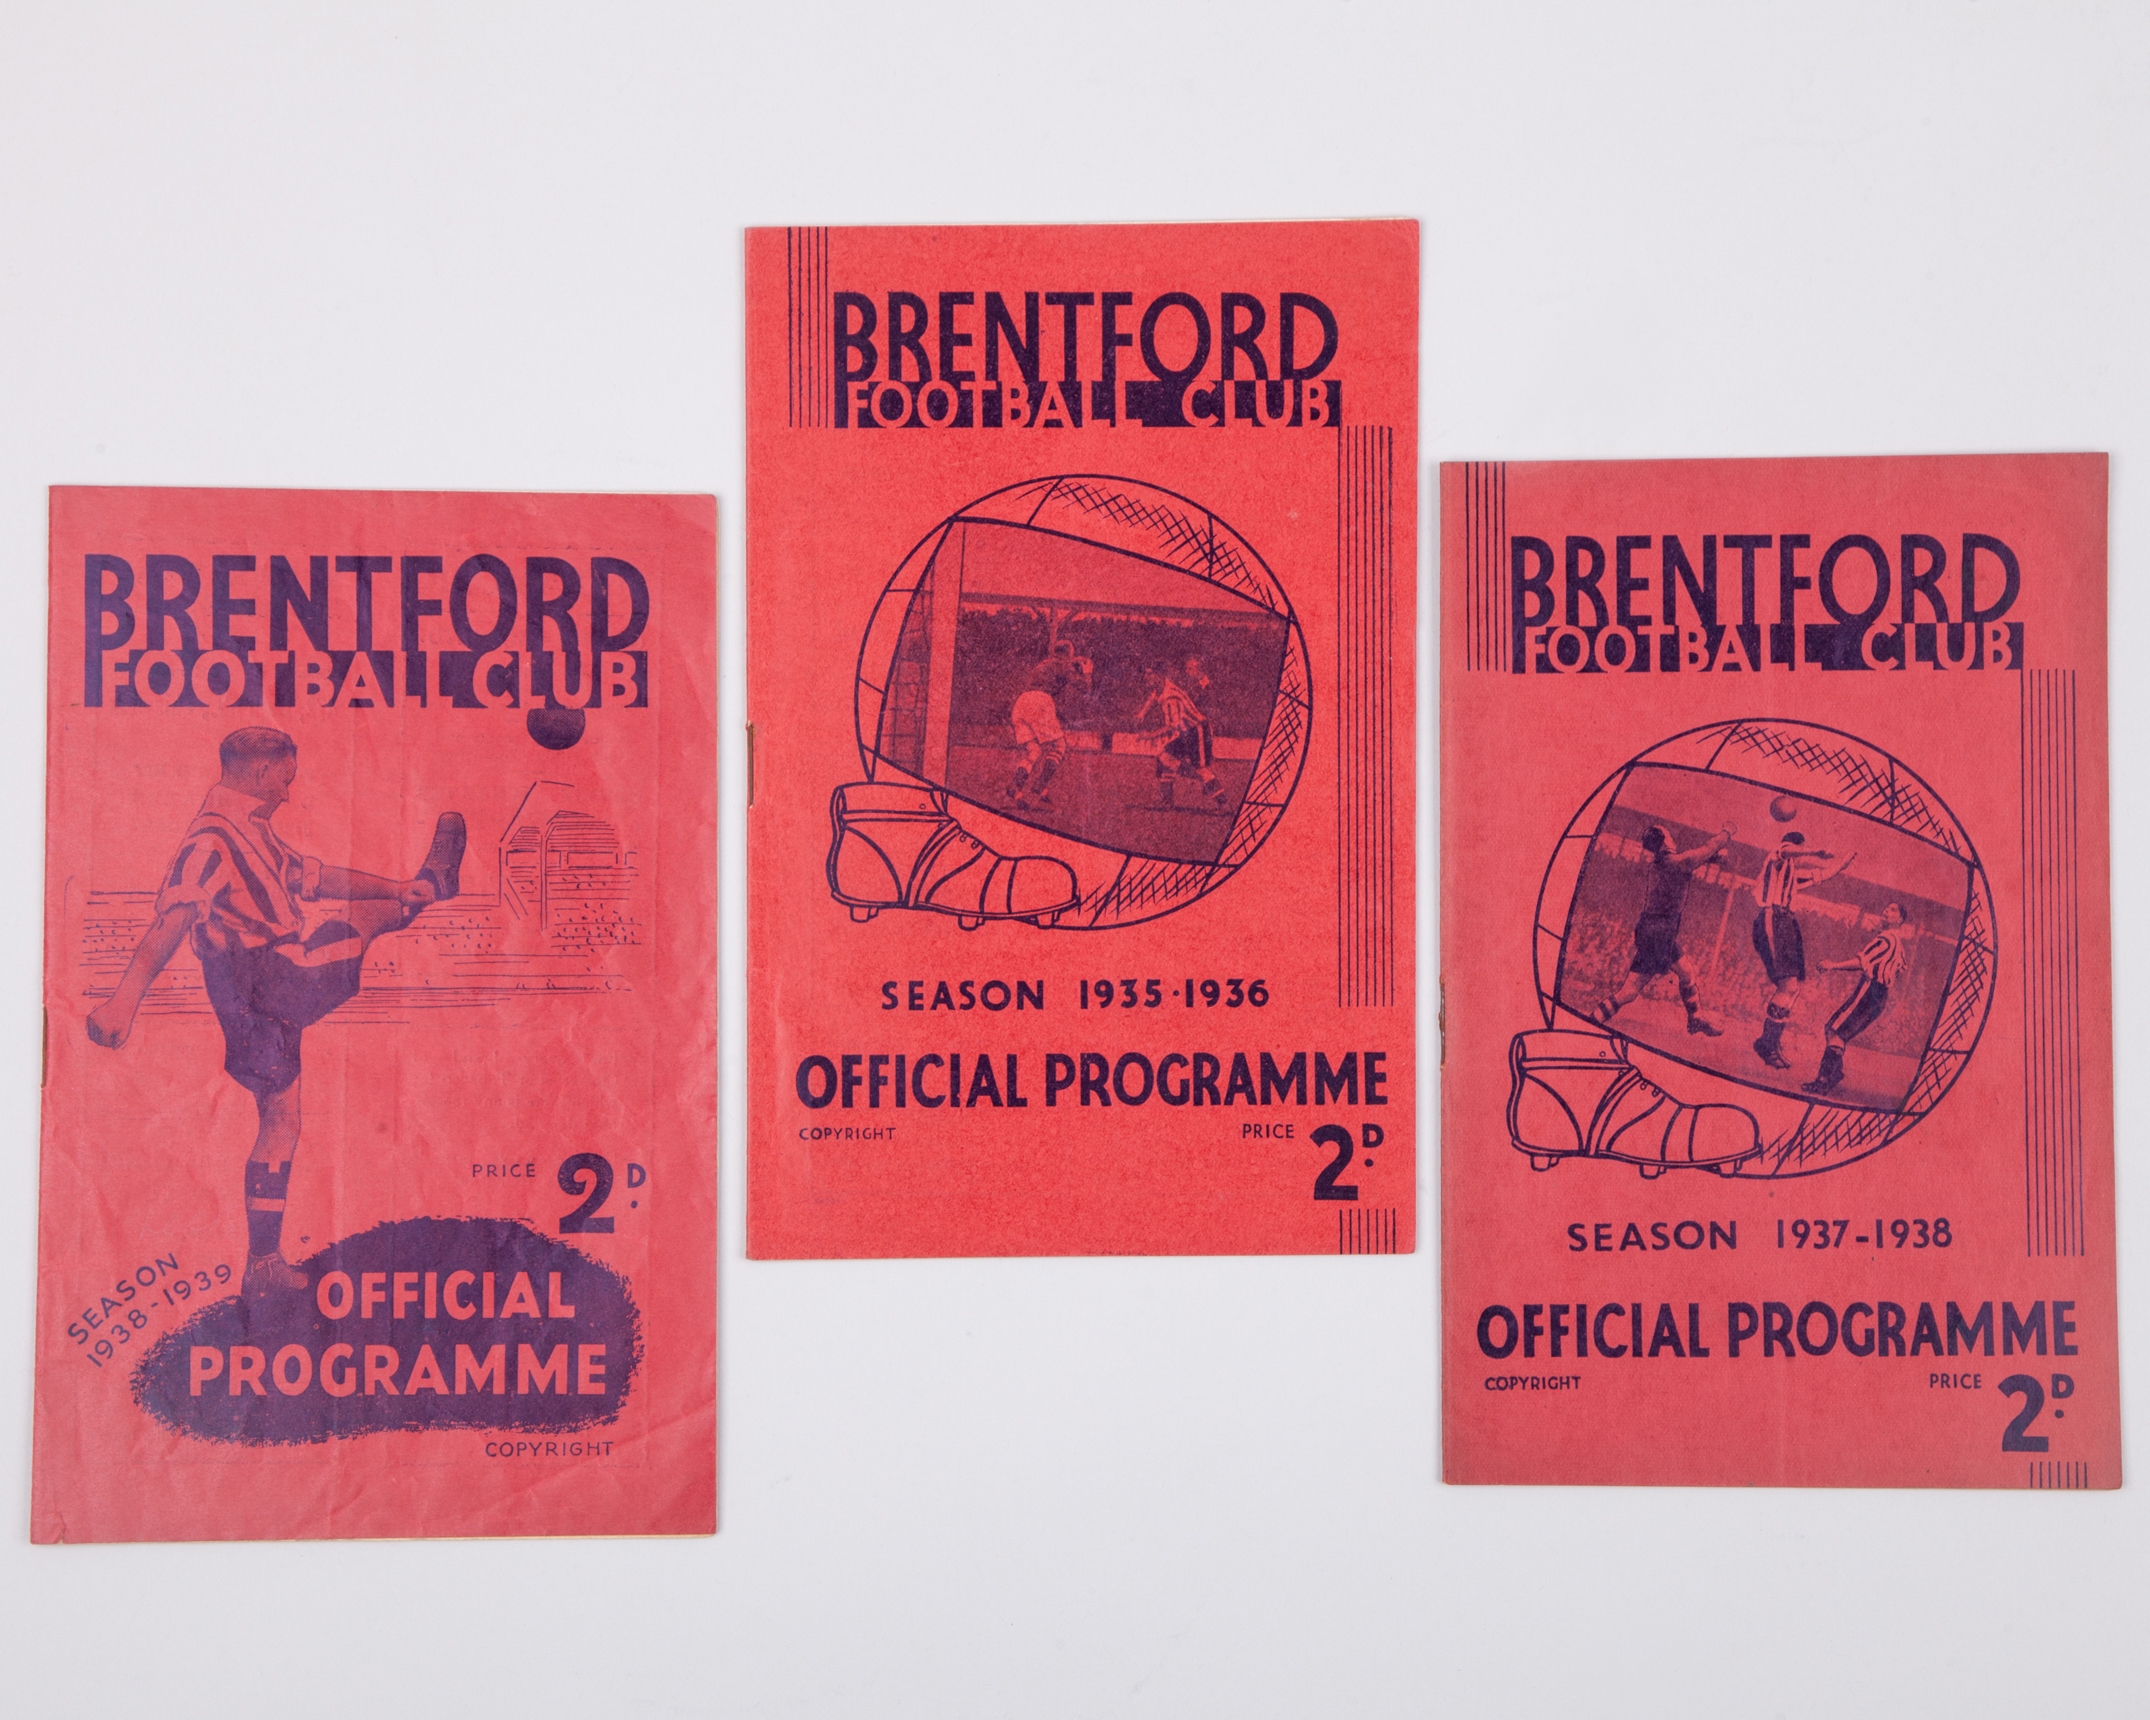 BRENTFORD
FOOTBALL CLUB
PRICE 2D.
SEASON
1938-1939
OFFICIAL
PROGRAMME
COPYRIGHT
BRENTFORD
FOOTBALL CLUB
SEASON 1935-1936
OFFICIAL PROGRAMME
COPYRIGHT PRICE 2D.
BRENTFORD
FOOTBALL CLUB
SEASON 1937-1938
OFFICIAL PROGRAMME
COPYRIGHT PRICE 2D.